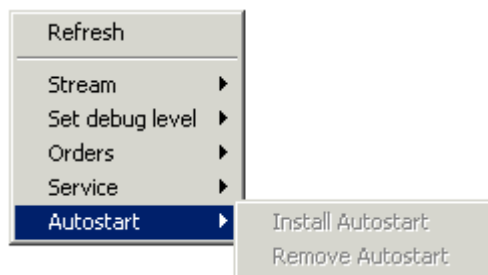 Refresh
Stream
Set debug level
Orders
Service
Autostart
Install Autostart
Remove Autostart